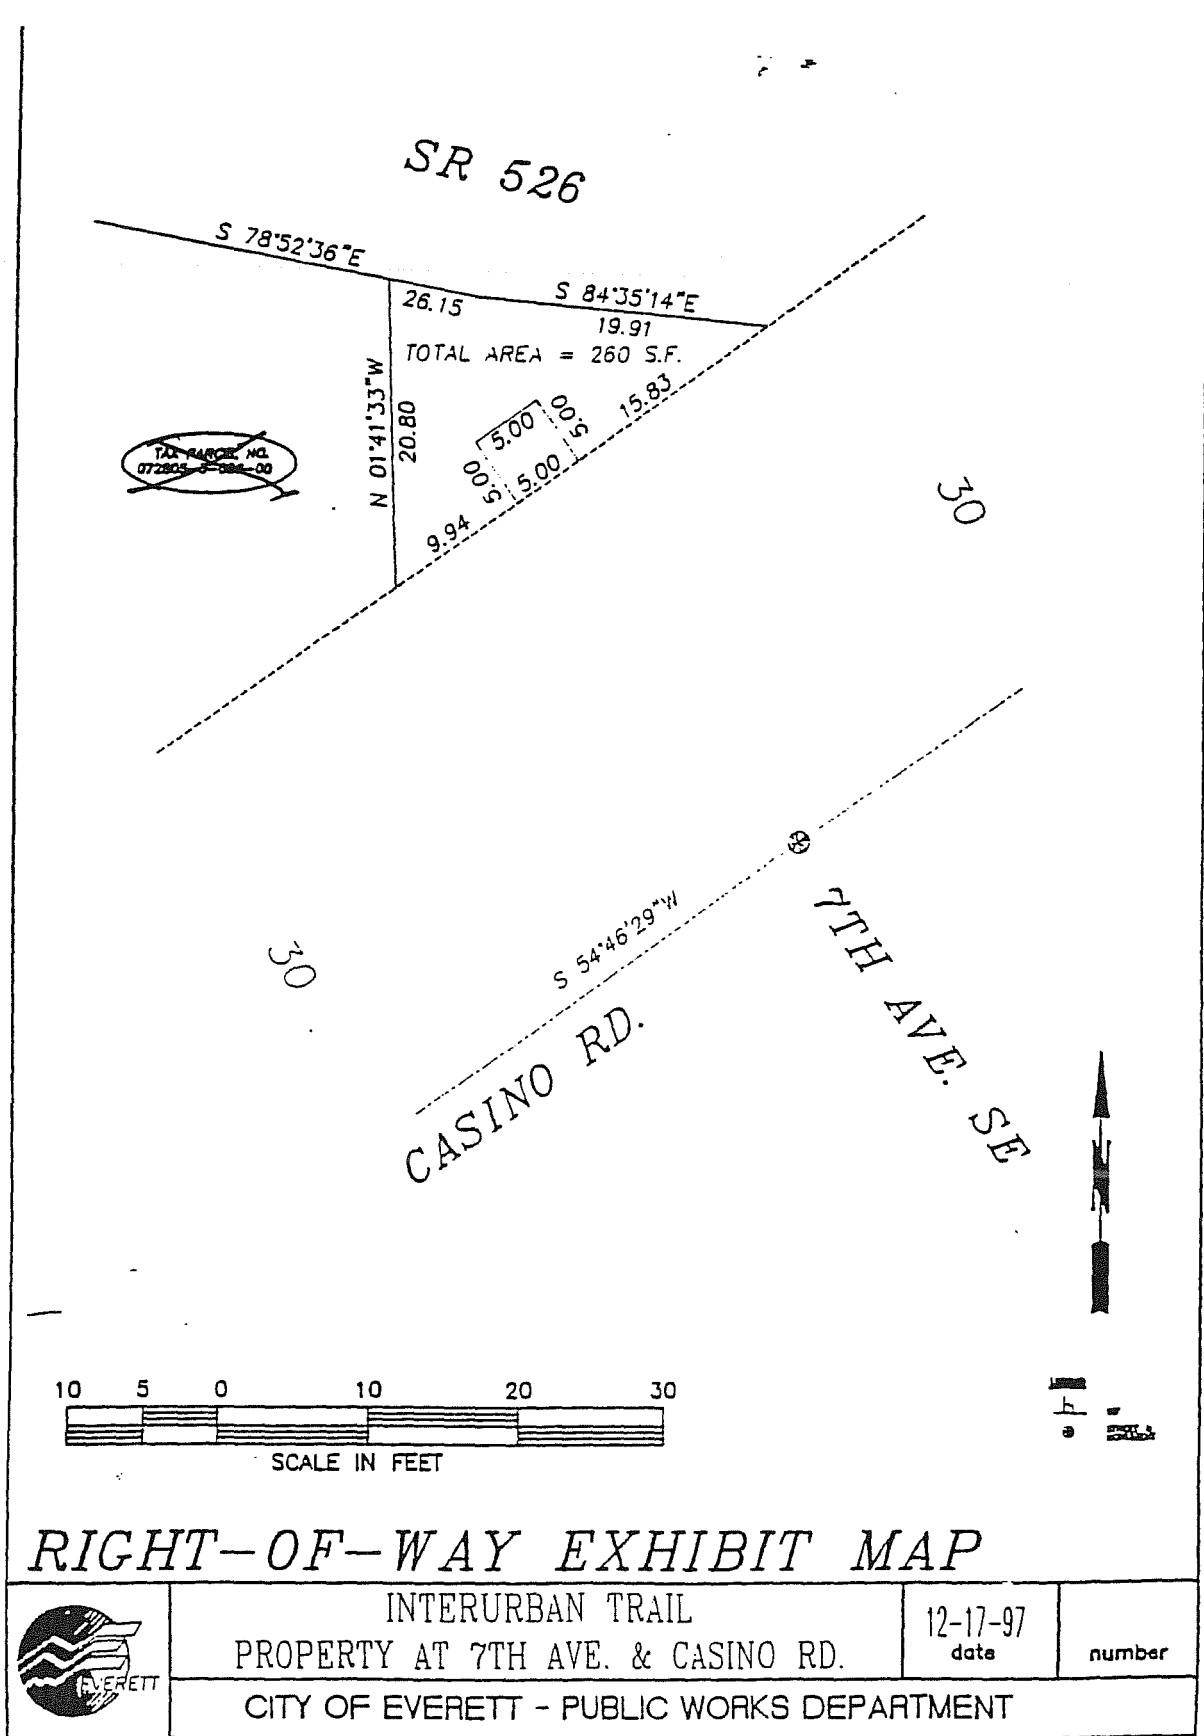 SR 526
S 78°52'36"E
26.15
S 84°35'14"E
19.91
TOTAL AREA = 260 S.F.
N 01°41'33"W
20.80
5.00
5.00
5.00
5.00
15.83
9.94
TAX PARCEL NO.
30
S 54°46'29"W
30
7TH AVE. SE
CASINO RD.
10 5 0 10 20 30
SCALE IN FEET
RIGHT-OF-WAY EXHIBIT MAP
INTERURBAN TRAIL
PROPERTY AT 7TH AVE. & CASINO RD.
12-17-97
date
number
EVERETT
CITY OF EVERETT - PUBLIC WORKS DEPARTMENT